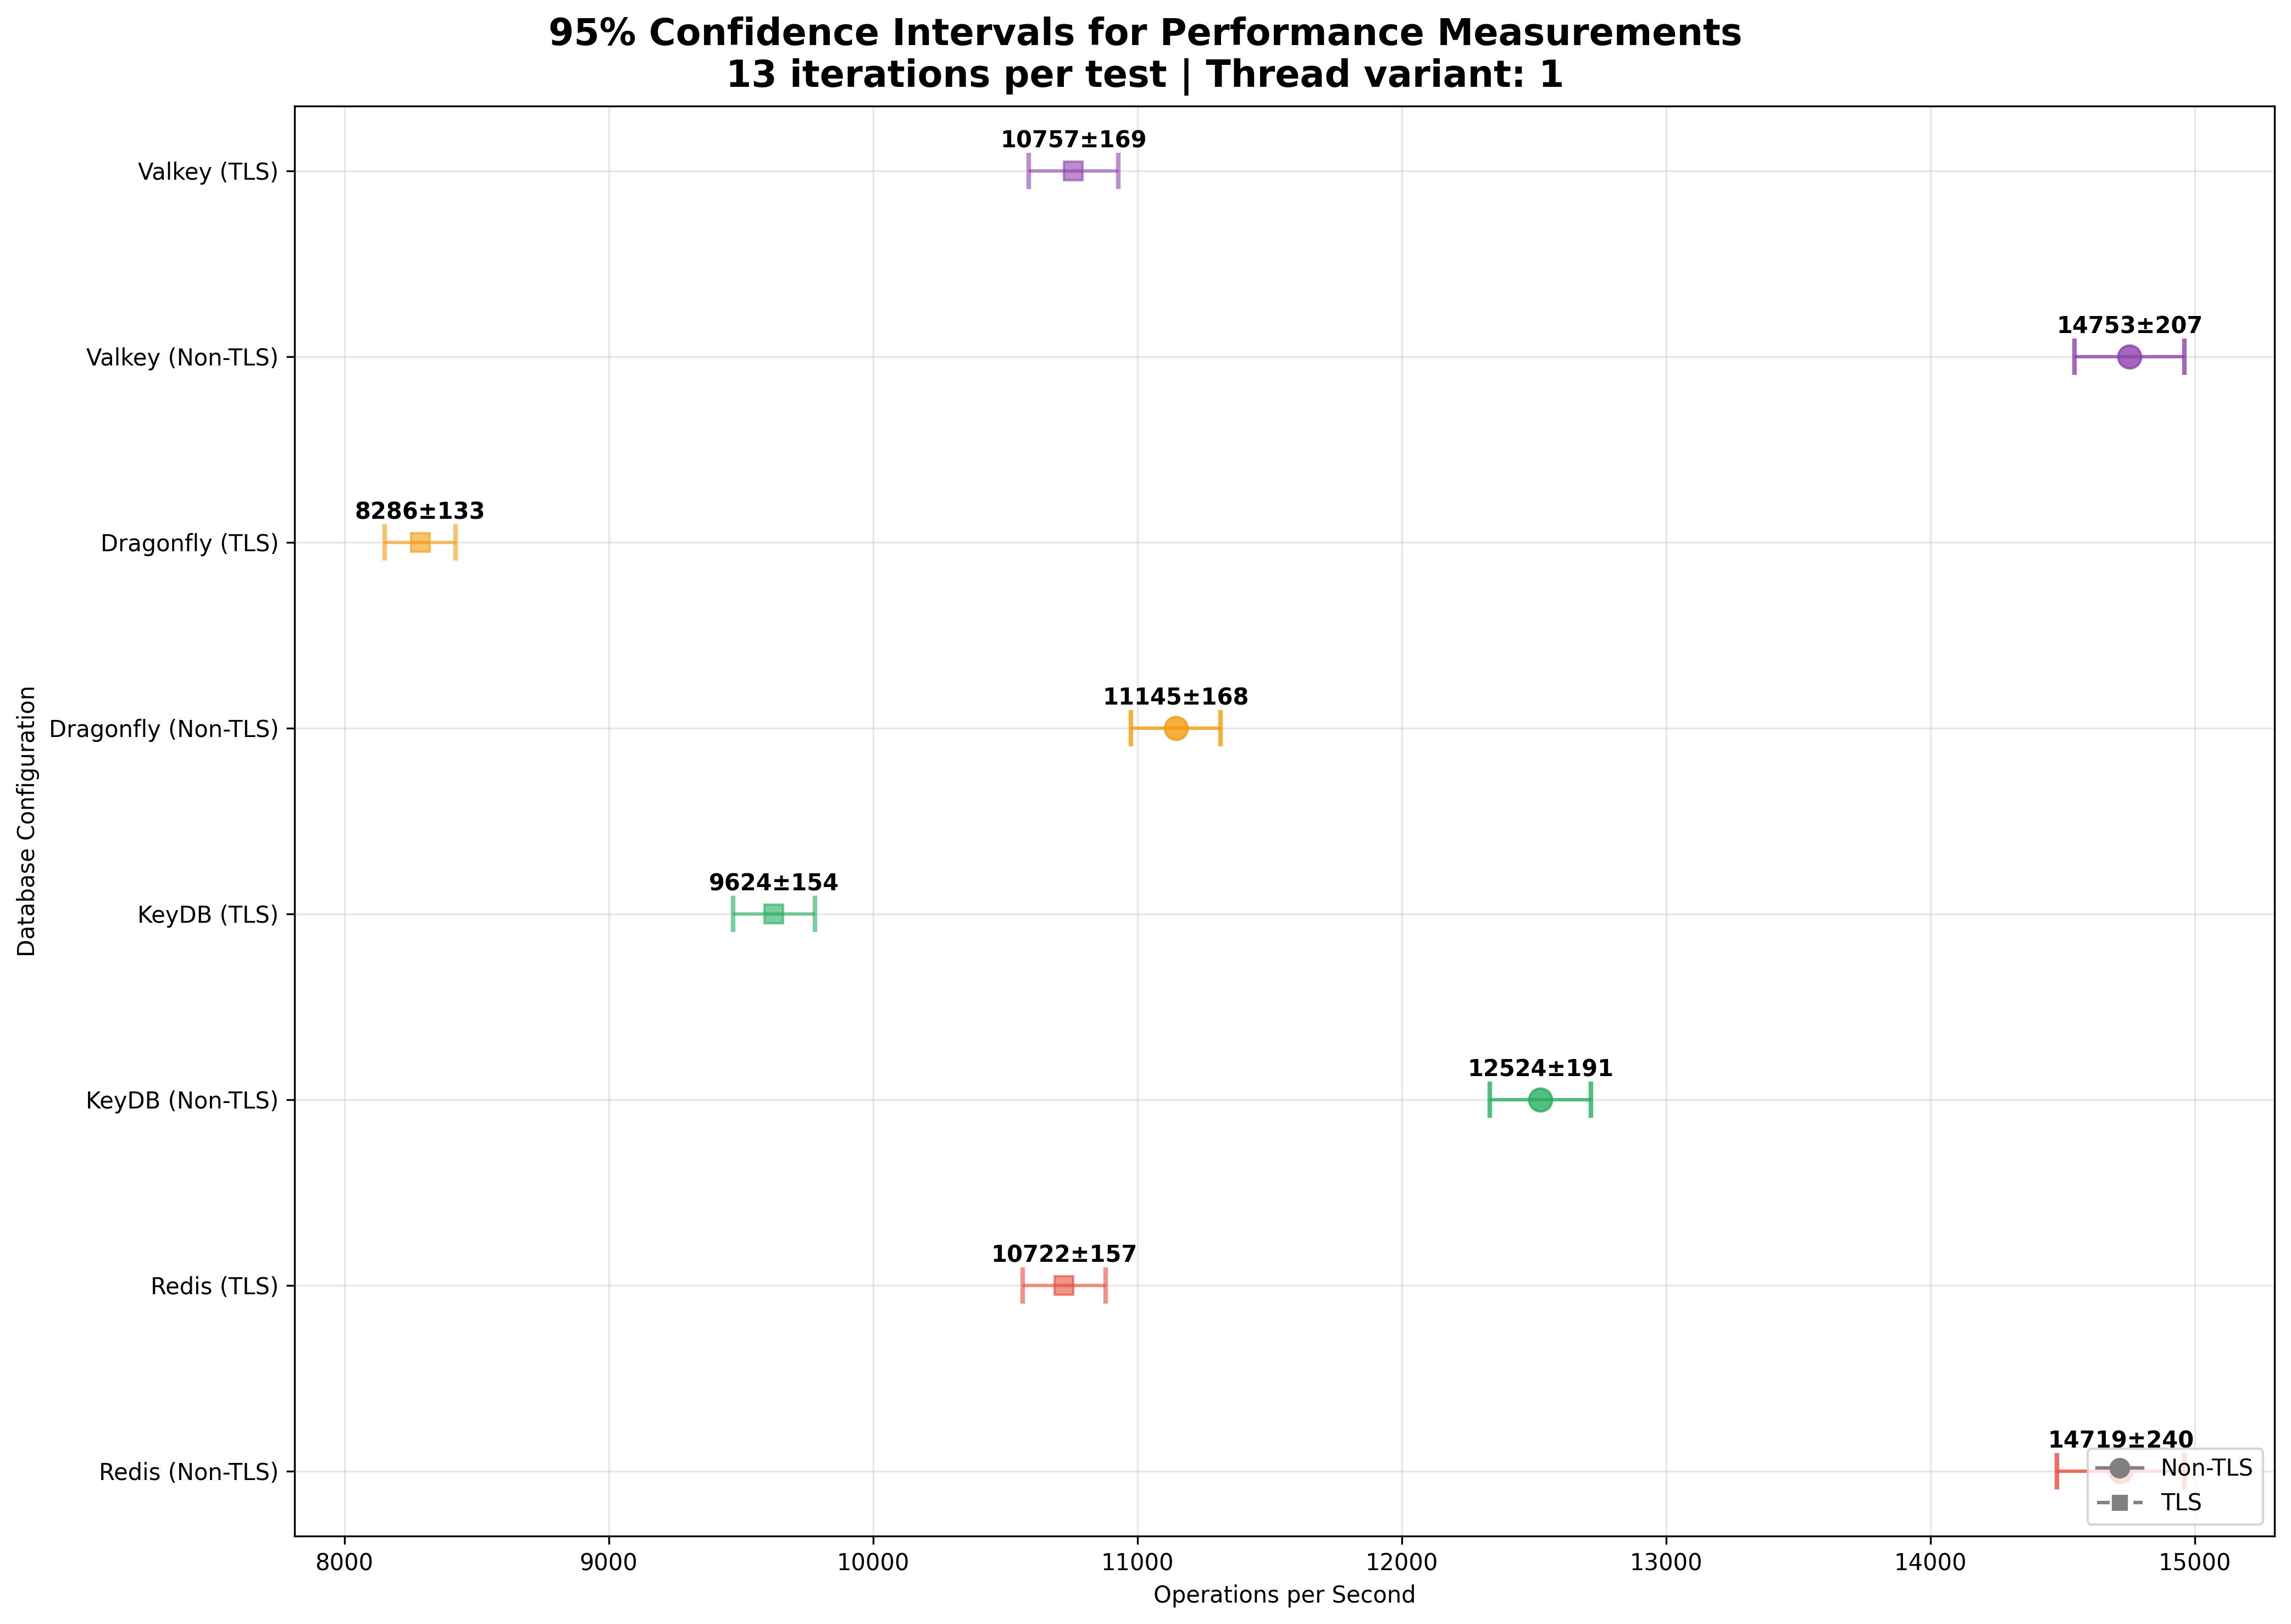 95% Confidence Intervals for Performance Measurements
13 iterations per test | Thread variant: 1
Database Configuration
Valkey (TLS)
10757±169
Valkey (Non-TLS)
14753±207
Dragonfly (TLS)
8286±133
Dragonfly (Non-TLS)
11145±168
KeyDB (TLS)
9624±154
KeyDB (Non-TLS)
12524±191
Redis (TLS)
10722±157
Redis (Non-TLS)
14719±240
Non-TLS
TLS
8000 9000 10000 11000 12000 13000 14000 15000
Operations per Second